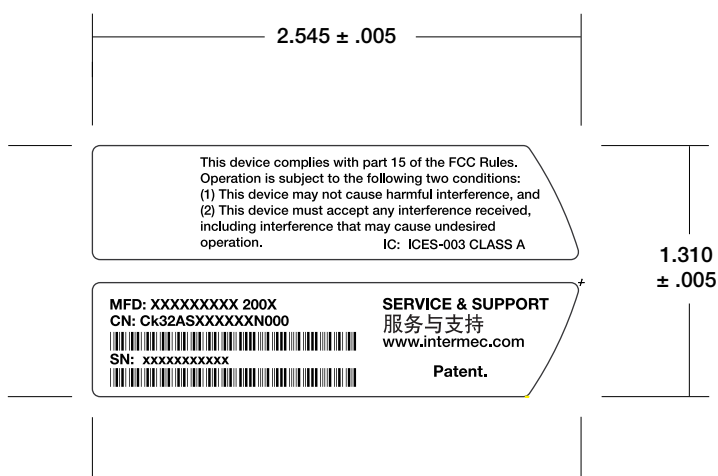 2.545 ± .005
This device complies with part 15 of the FCC Rules.
Operation is subject to the following two conditions:
(1) This device may not cause harmful interference, and
(2) This device must accept any interference received,
including interference that may cause undesired
operation. IC: ICES-003 CLASS A
1.310
± .005
MFD: XXXXXXXXX 200X
CN: Ck32ASXXXXXXN000
SN: xxxxxxxxxxx
SERVICE & SUPPORT
服务与支持
www.intermec.com
Patent.